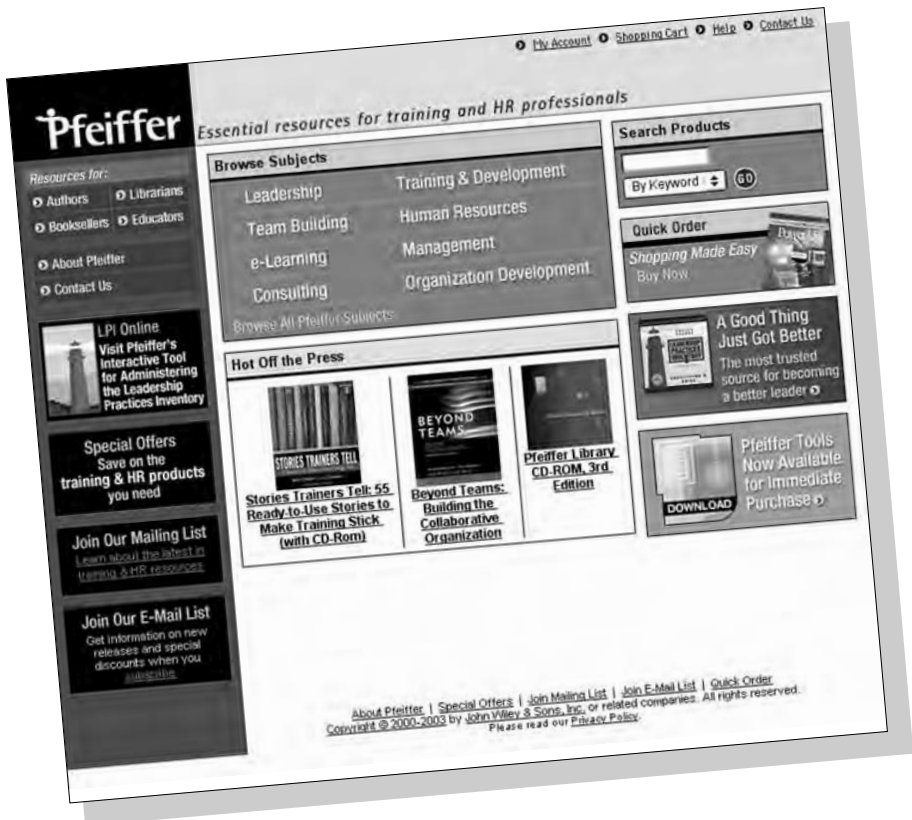 My Account Shopping Cart Help Contact Us
Pfeiffer
Essential resources for training and HR professionals
Resources for:
Authors Librarians
Booksellers Educators
About Pfeiffer
Contact Us
LPI Online
Visit Pfeiffer's
Interactive Tool
for Administering
the Leadership
Practices Inventory
Special Offers
Save on the
training & HR products
you need
Join Our Mailing List
Learn about the latest in
training & HR resources
Join Our E-Mail List
Get information on new
releases and special
discounts when you
subscribe
Browse Subjects
Leadership Training & Development
Team Building Human Resources
e-Learning Management
Consulting Organization Development
Browse All Pfeiffer Subjects
Hot Off the Press
STORIES TRAINERS TELL
Stories Trainers Tell: 55
Ready-to-Use Stories to
Make Training Stick
(with CD-Rom)
BEYOND
TEAMS
Beyond Teams:
Building the
Collaborative
Organization
Pfeiffer Library
CD-ROM, 3rd
Edition
Search Products
By Keyword GO
Quick Order
Shopping Made Easy
Buy Now
A Good Thing
Just Got Better
The most trusted
source for becoming
a better leader
DOWNLOAD
Pfeiffer Tools
Now Available
for Immediate
Purchase
About Pfeiffer | Special Offers | Join Mailing List | Join E-Mail List | Quick Order
Copyright © 2000-2003 by John Wiley & Sons, Inc. or related companies. All rights reserved.
Please read our Privacy Policy.